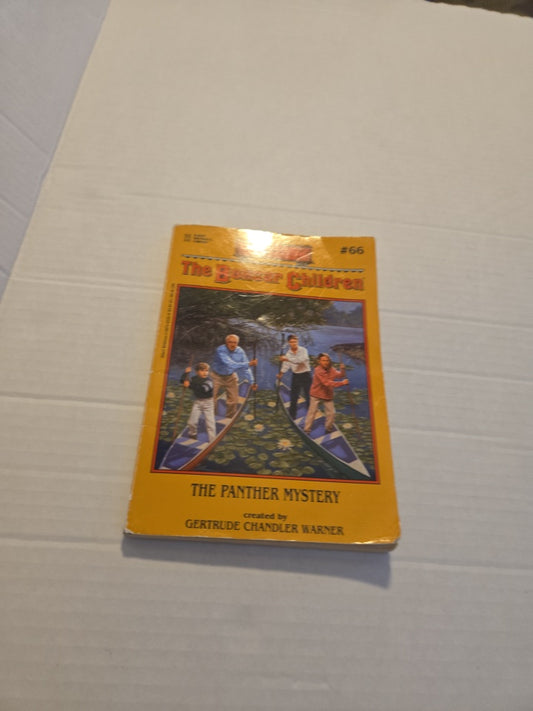 #66
The Boxcar Children
THE PANTHER MYSTERY
created by
GERTRUDE CHANDLER WARNER